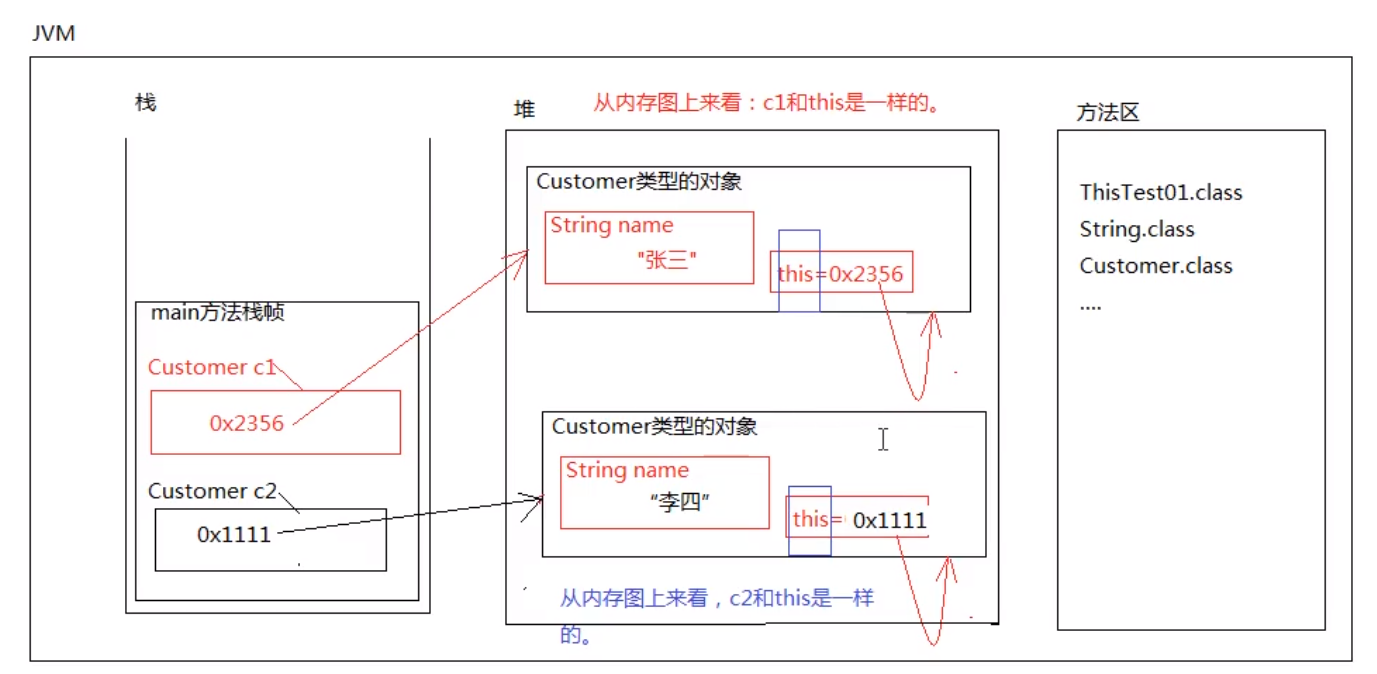 JVM
栈
堆
从内存图上来看：c1和this是一样的。
方法区
Customer类型的对象
String name
"张三"
this=0x2356
ThisTest01.class
String.class
Customer.class
....
main方法栈帧
Customer c1
0x2356
Customer c2
0x1111
Customer类型的对象
String name
“李四”
this= 0x1111
从内存图上来看，c2和this是一样
的。